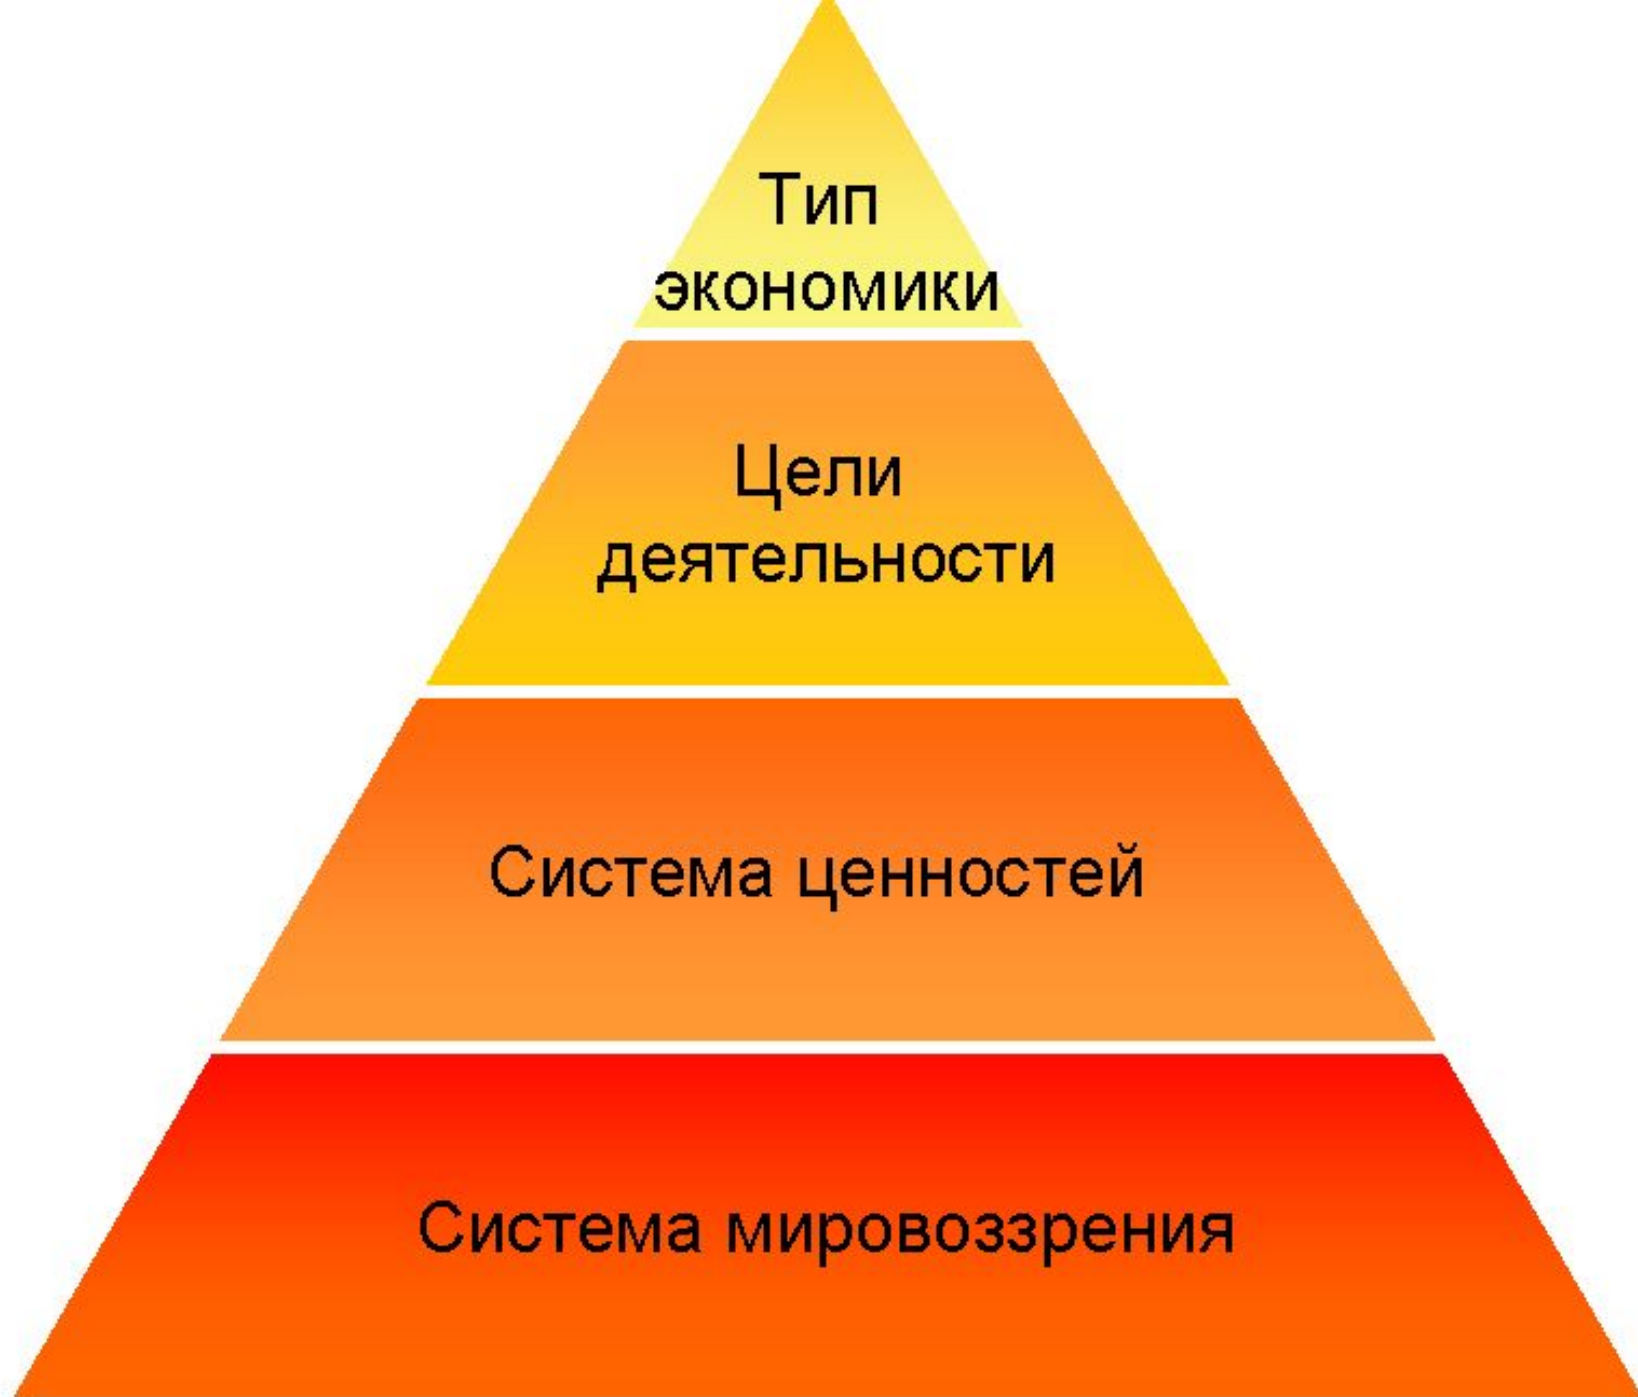 Тип
экономики
Цели
деятельности
Система ценностей
Система мировоззрения